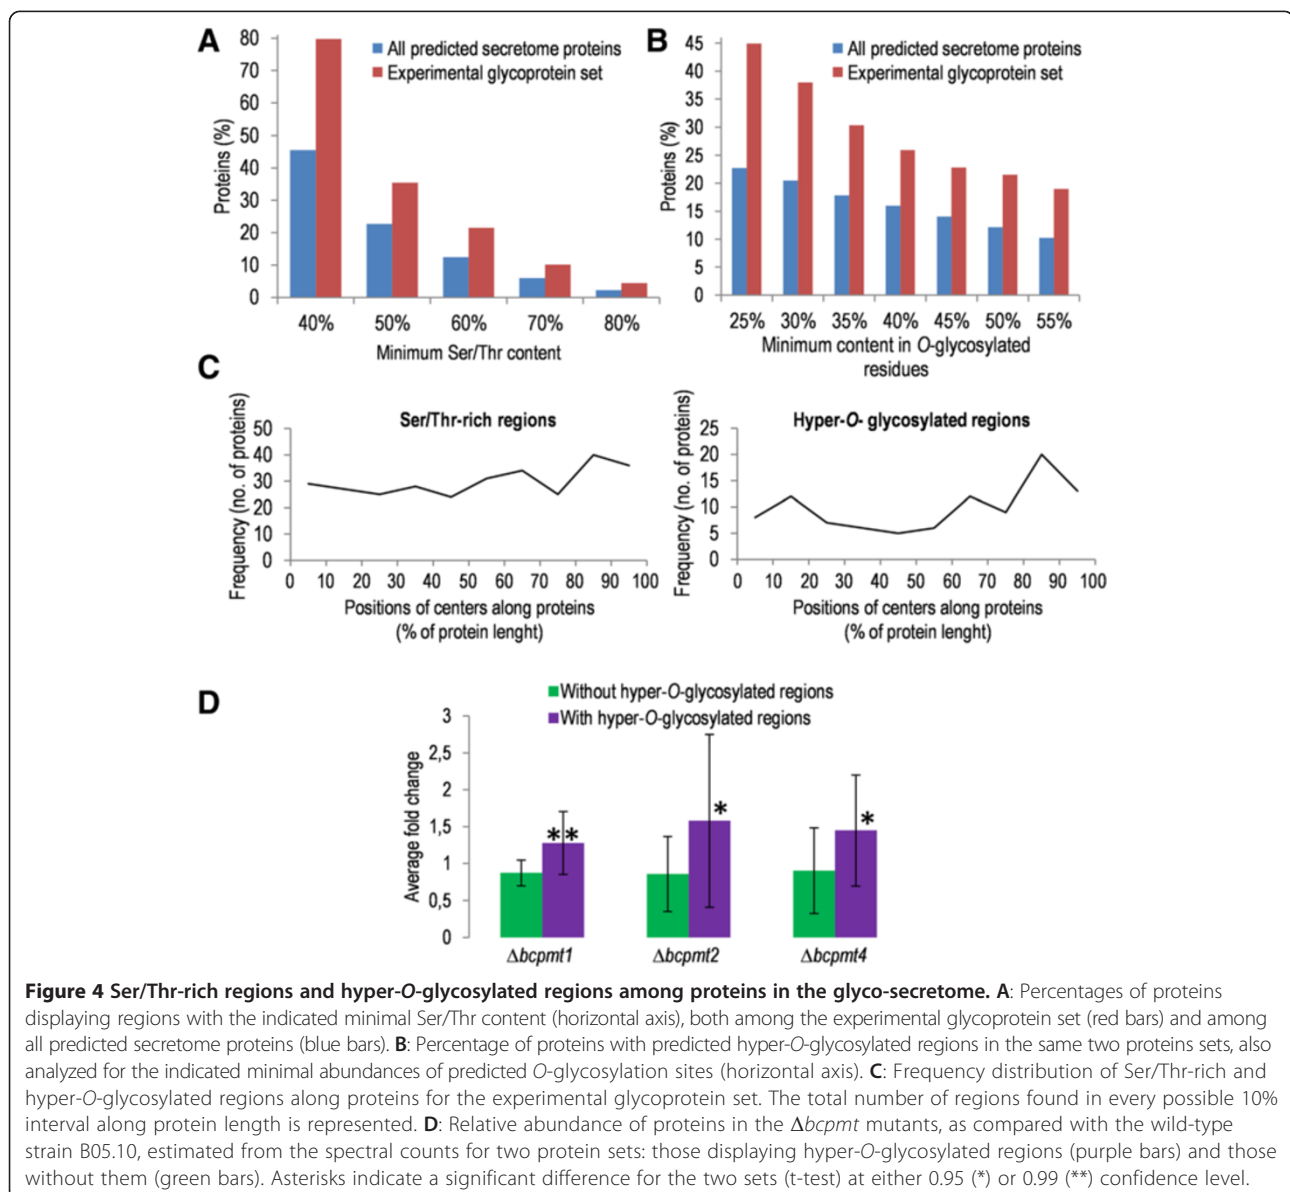 A
80
70
60
50
40
30
20
10
0
Proteins (%)
All predicted secretome proteins
Experimental glycoprotein set
40% 50% 60% 70% 80%
Minimum Ser/Thr content
B
45
40
35
30
25
20
15
10
5
0
Proteins (%)
All predicted secretome proteins
Experimental glycoprotein set
25% 30% 35% 40% 45% 50% 55%
Minimum content in O-glycosylated
residues
C
Ser/Thr-rich regions
50
40
30
20
10
0
Frequency (no. of proteins)
0 10 20 30 40 50 60 70 80 90 100
Positions of centers along proteins
(% of protein lenght)
Hyper-O- glycosylated regions
25
20
15
10
5
0
Frequency (no. of proteins)
0 10 20 30 40 50 60 70 80 90 100
Positions of centers along proteins
(% of protein lenght)
D
Without hyper-O-glycosylated regions
With hyper-O-glycosylated regions
3
2,5
2
1,5
1
0,5
0
Average fold change
**
*
*
Δbcpmt1 Δbcpmt2 Δbcpmt4
Figure 4 Ser/Thr-rich regions and hyper-O-glycosylated regions among proteins in the glyco-secretome. A: Percentages of proteins
displaying regions with the indicated minimal Ser/Thr content (horizontal axis), both among the experimental glycoprotein set (red bars) and among
all predicted secretome proteins (blue bars). B: Percentage of proteins with predicted hyper-O-glycosylated regions in the same two proteins sets, also
analyzed for the indicated minimal abundances of predicted O-glycosylation sites (horizontal axis). C: Frequency distribution of Ser/Thr-rich and
hyper-O-glycosylated regions along proteins for the experimental glycoprotein set. The total number of regions found in every possible 10%
interval along protein length is represented. D: Relative abundance of proteins in the Δbcpmt mutants, as compared with the wild-type
strain B05.10, estimated from the spectral counts for two protein sets: those displaying hyper-O-glycosylated regions (purple bars) and those
without them (green bars). Asterisks indicate a significant difference for the two sets (t-test) at either 0.95 (*) or 0.99 (**) confidence level.